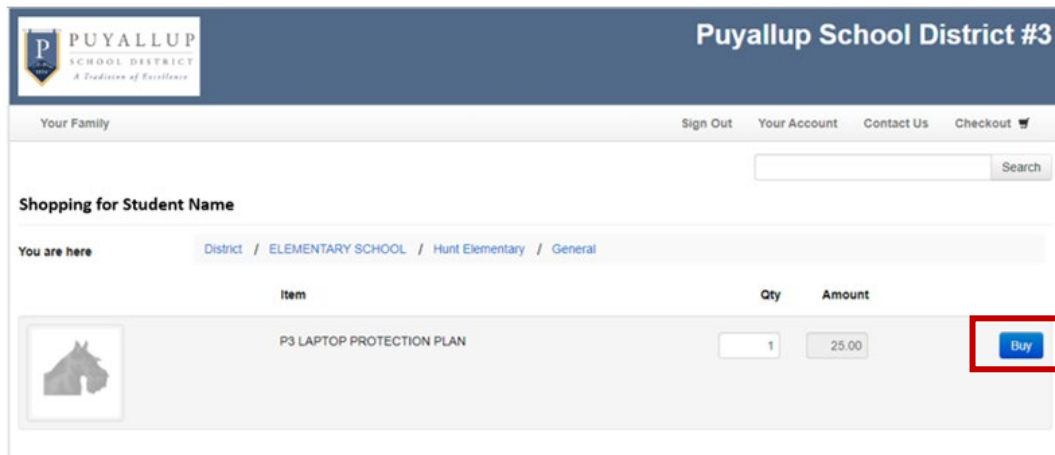 Puyallup School District #3
P PUYALLUP
SCHOOL DISTRICT
A Tradition of Excellence
Your Family Sign Out Your Account Contact Us Checkout
Search
Shopping for Student Name
You are here District / ELEMENTARY SCHOOL / Hunt Elementary / General
Item Qty Amount
P3 LAPTOP PROTECTION PLAN 1 25.00 Buy